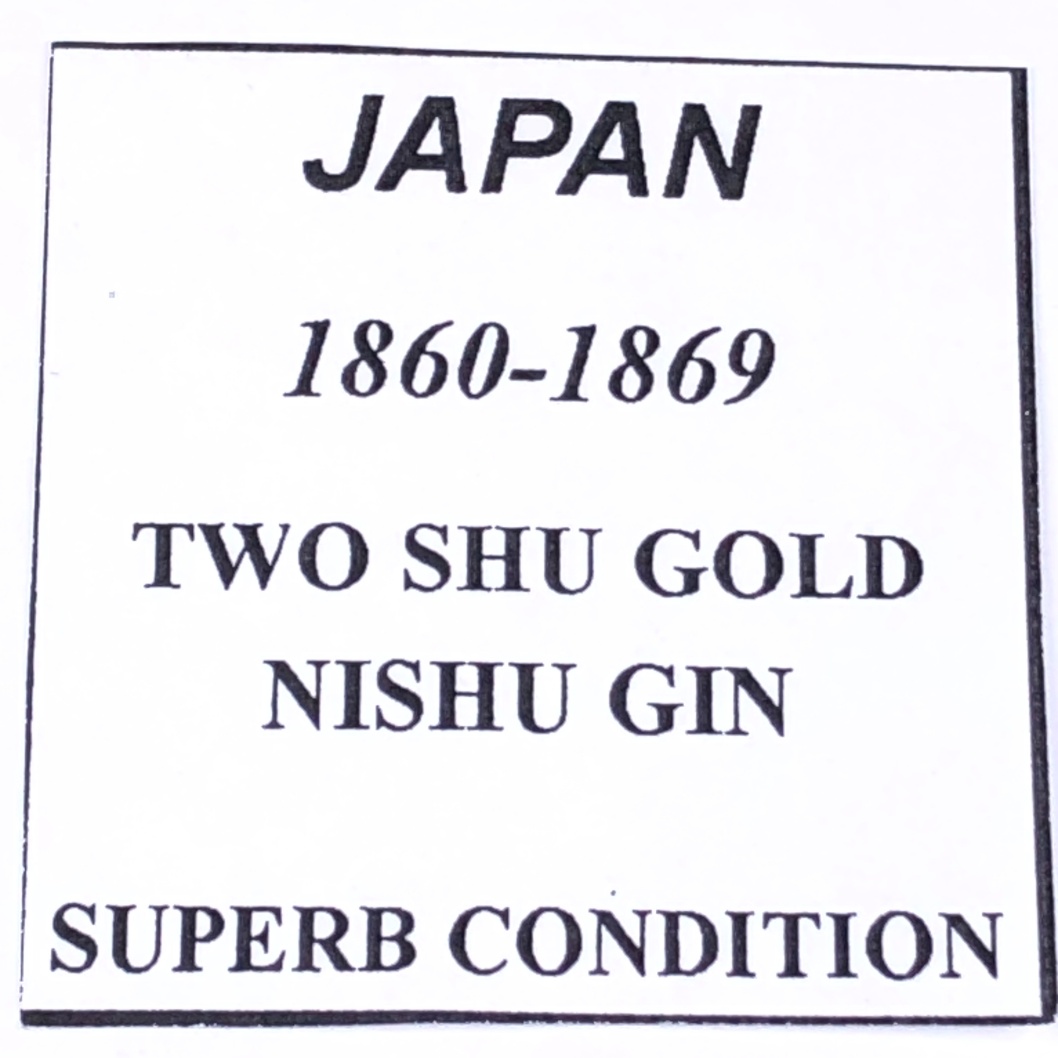 JAPAN
1860-1869
TWO SHU GOLD
NISHU GIN
SUPERB CONDITION